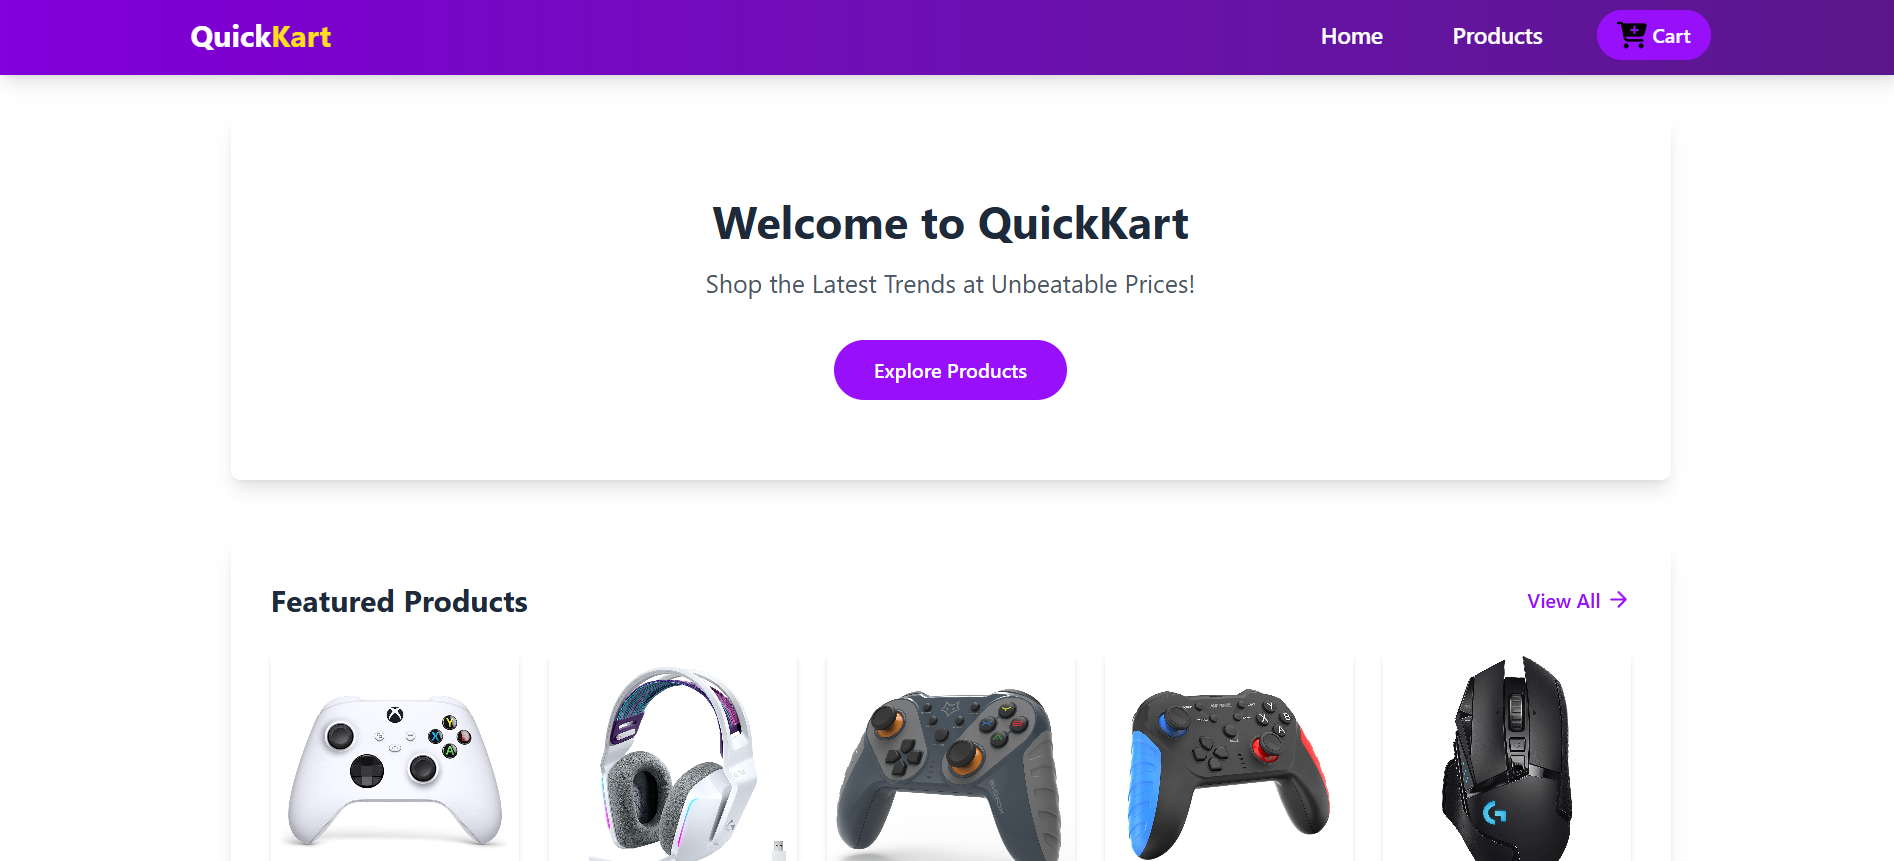 QuickKart
Home
Products
Cart
Welcome to QuickKart
Shop the Latest Trends at Unbeatable Prices!
Explore Products
Featured Products
View All
Y
X
A
Y
X
B
A
G